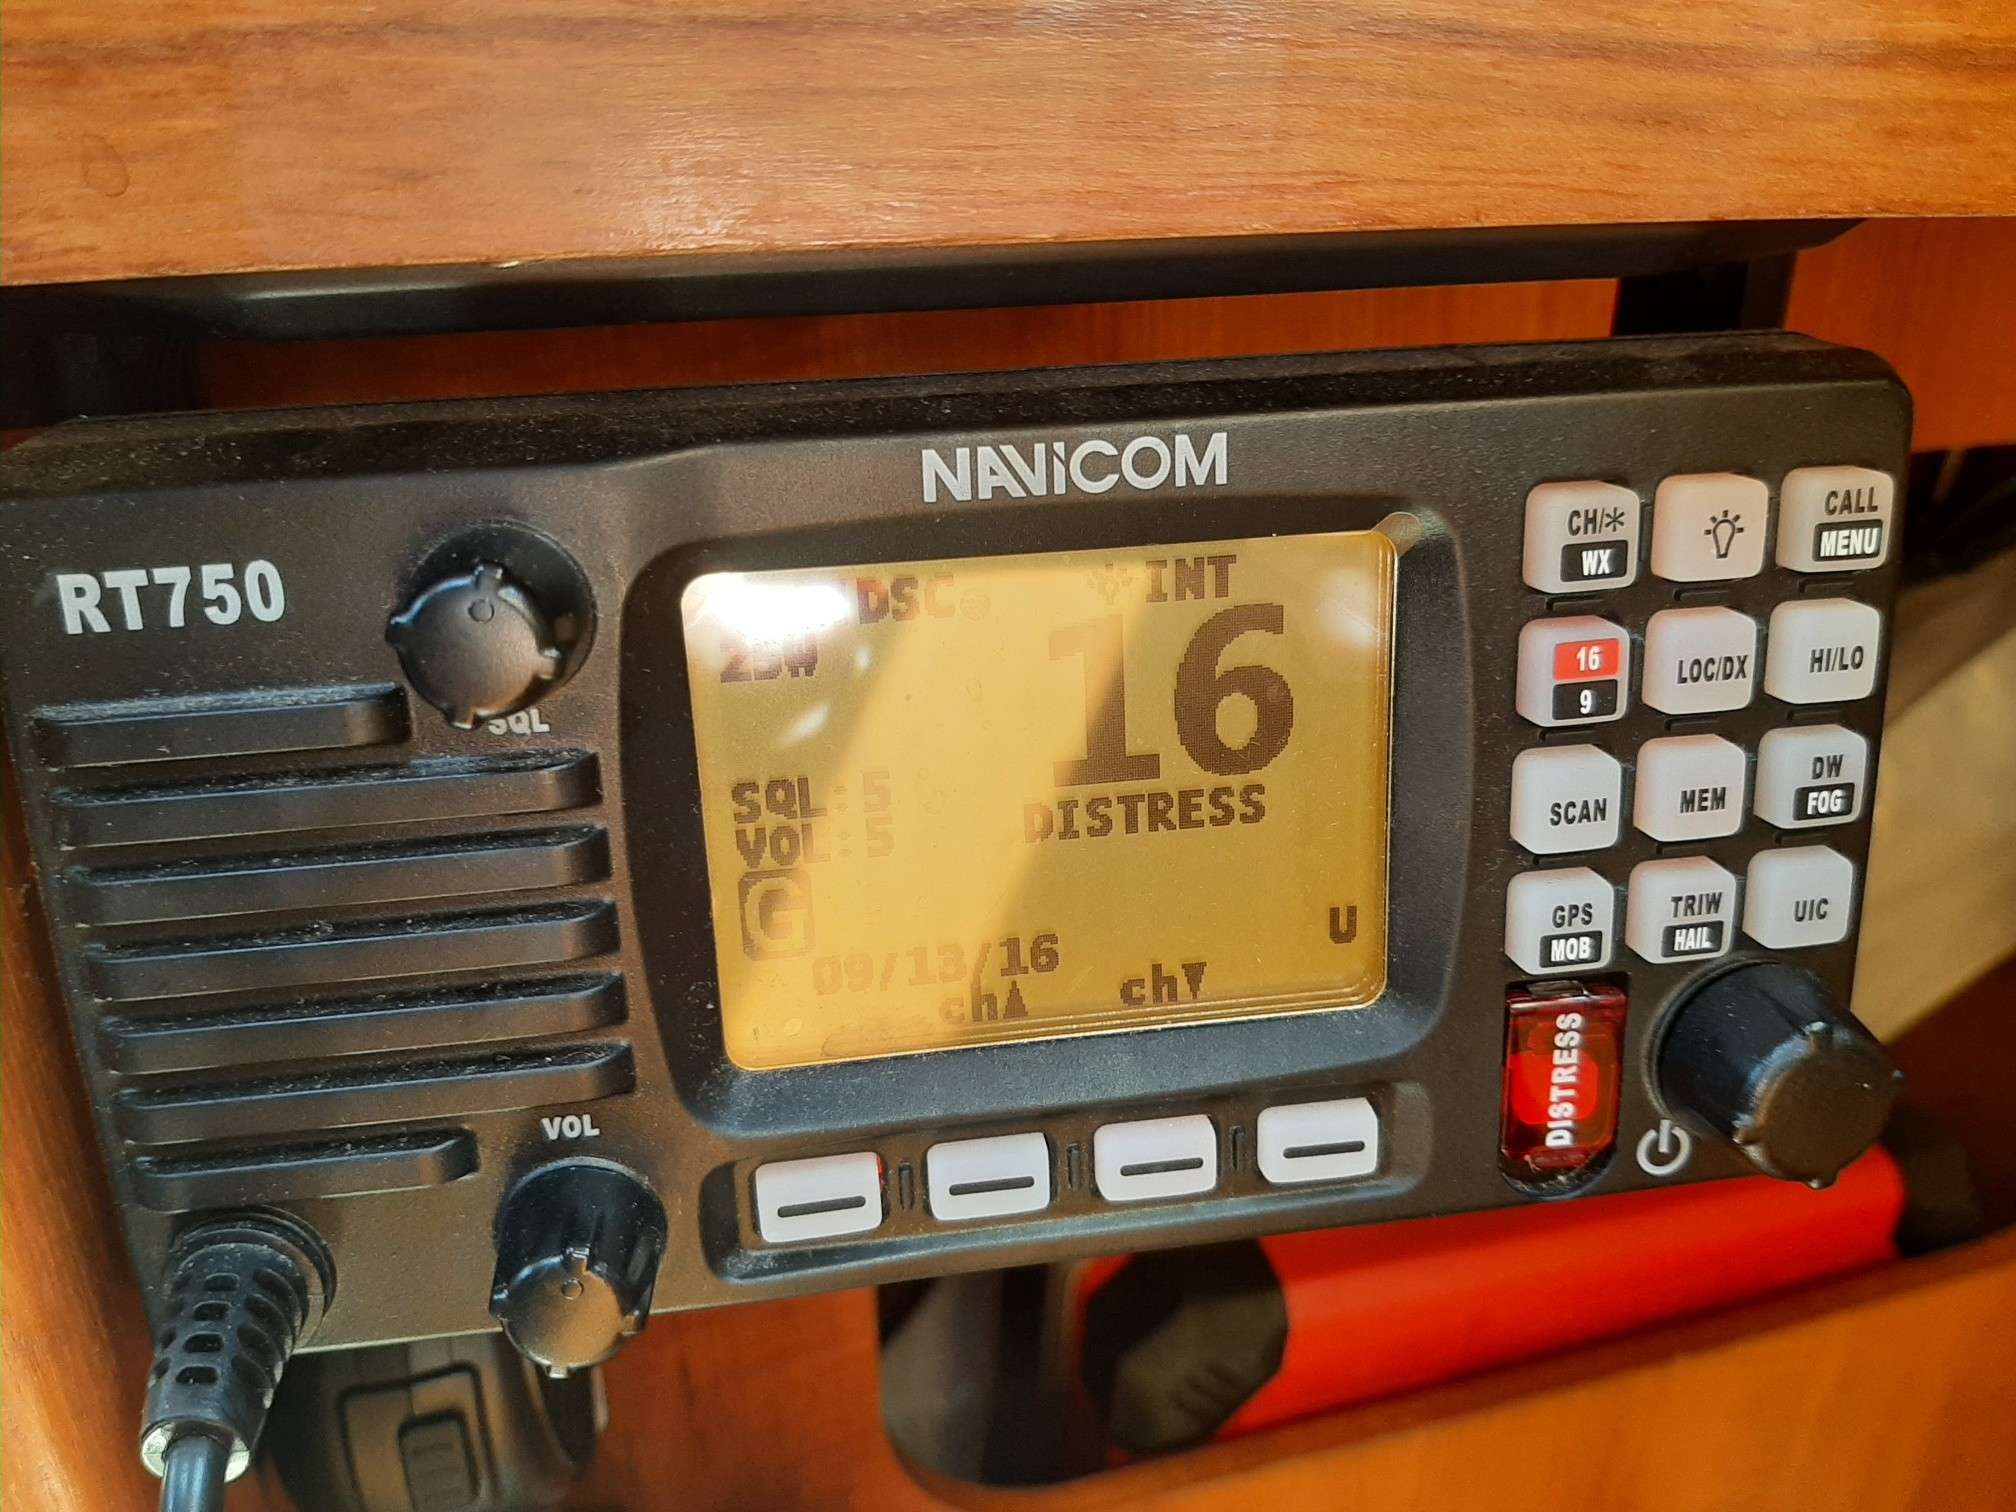 NAVICOM
RT750
SQL
VOL
DSC INT
25W
16
SQL:5
VOL:5
DISTRESS
G
U
09/13/16
ch▲ ch▼
CH/* WX
CALL MENU
16 9
LOC/DX
HI/LO
SCAN
MEM
DW FOG
GPS MOB
TRIW HAIL
UIC
DISTRESS